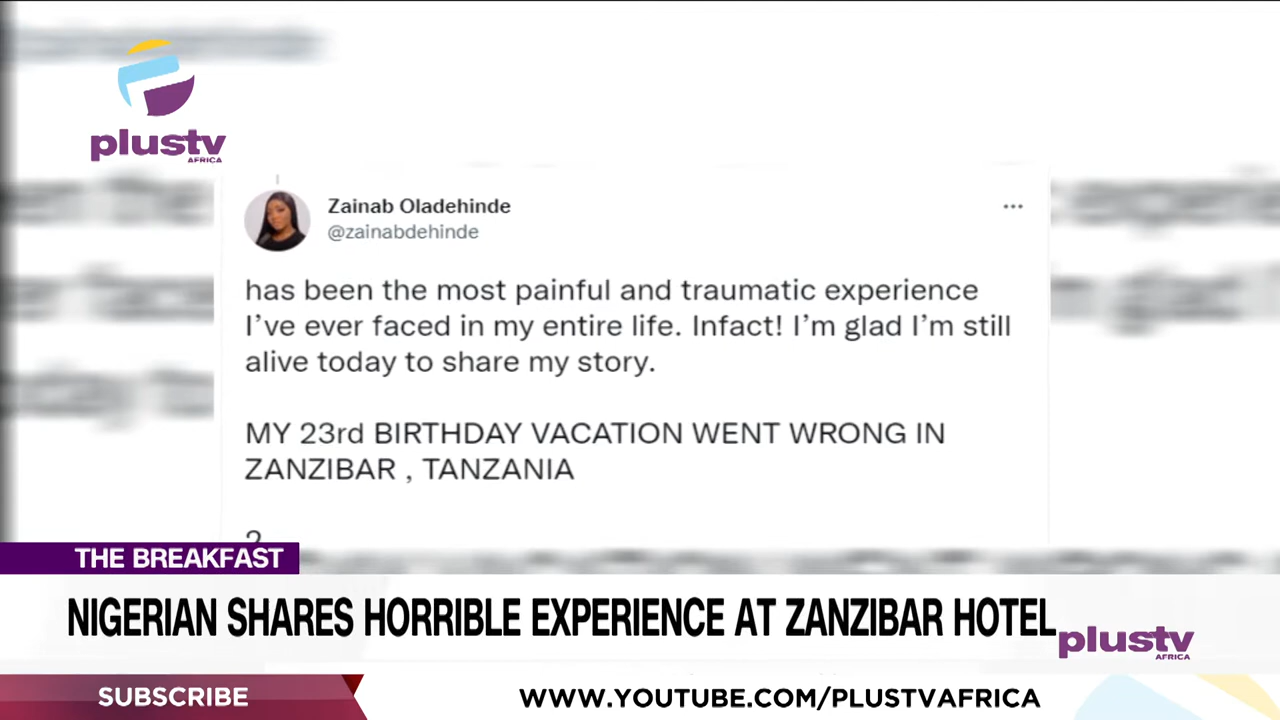 plustv
AFRICA
Zainab Oladehinde
@zainabdehinde
has been the most painful and traumatic experience
I've ever faced in my entire life. Infact! I'm glad I'm still
alive today to share my story.
MY 23rd BIRTHDAY VACATION WENT WRONG IN
ZANZIBAR , TANZANIA
THE BREAKFAST
NIGERIAN SHARES HORRIBLE EXPERIENCE AT ZANZIBAR HOTEL
plustv
AFRICA
SUBSCRIBE
WWW.YOUTUBE.COM/PLUSTVAFRICA